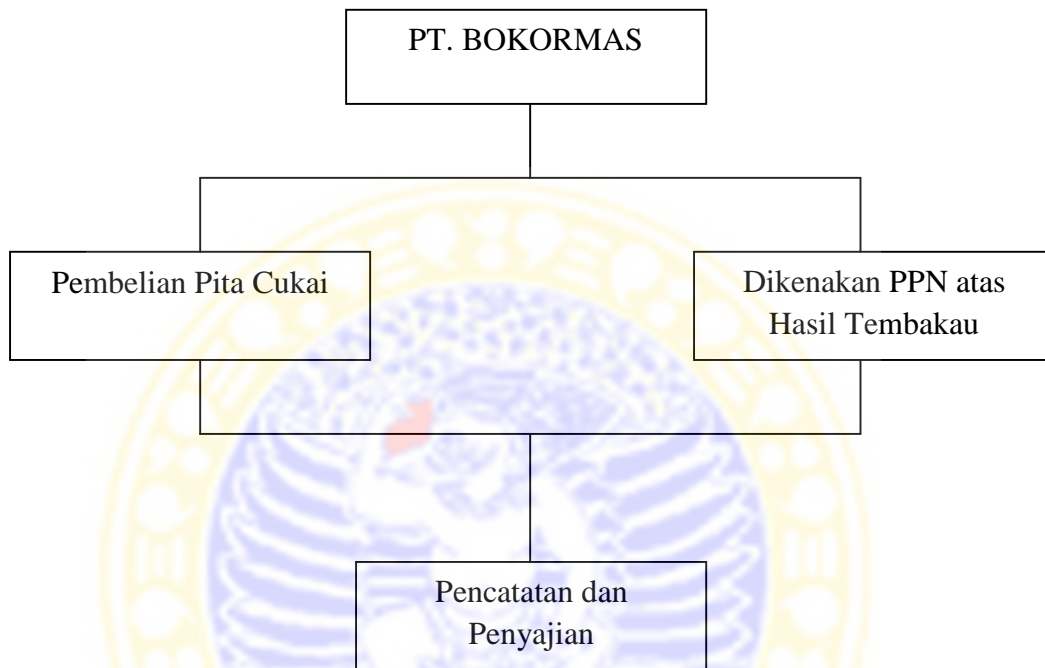 PT. BOKORMAS
Pembelian Pita Cukai
Dikenakan PPN atas
Hasil Tembakau
Pencatatan dan
Penyajian